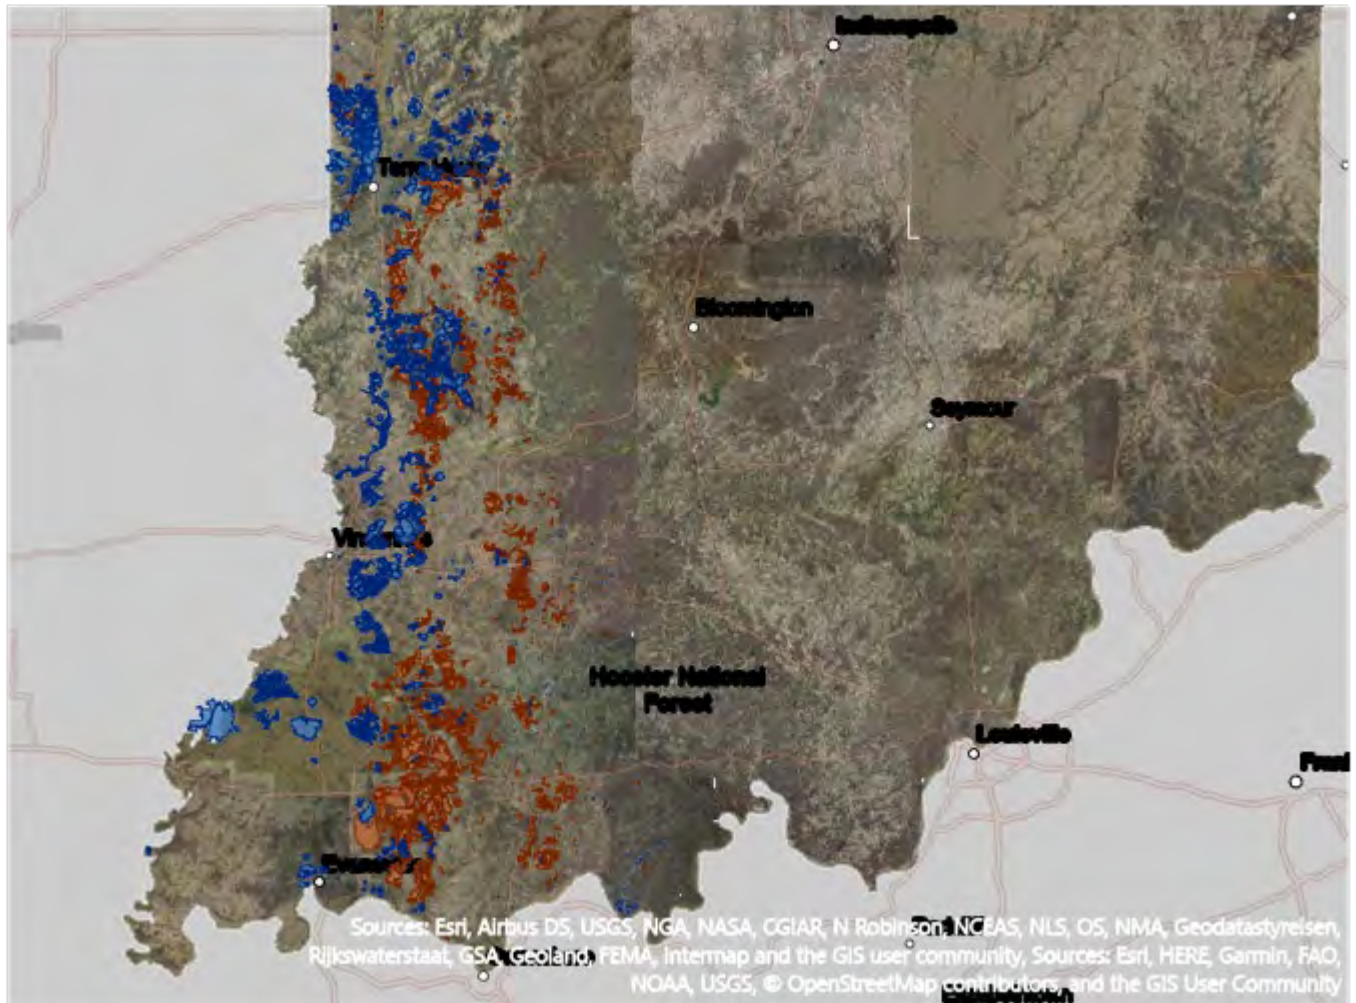 Indianapolis
Bloomington
Seymour
Hoosier National
Forest
Louisville
Sources: Esri, Airbus DS, USGS, NGA, NASA, CGIAR, N Robinson, NCEAS, NLS, OS, NMA, Geodatastyrelsen,
Rijkswaterstaat, GSA, Geoland, FEMA, Intermap and the GIS user community, Sources: Esri, HERE, Garmin, FAO,
NOAA, USGS, © OpenStreetMap contributors, and the GIS User Community